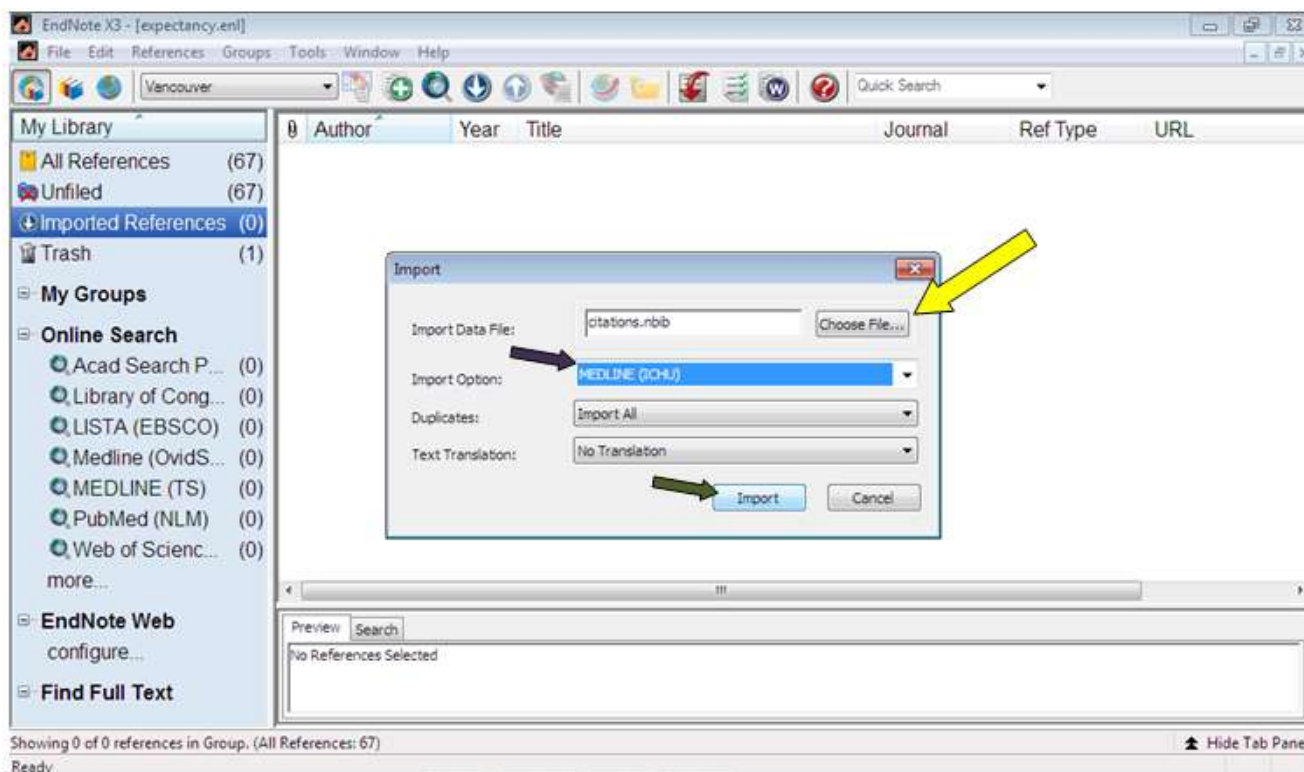 EndNote X3 - [expectancy.enl]
File Edit References Groups Tools Window Help
Vancouver Quick Search
My Library
All References (67)
Unfiled (67)
Imported References (0)
Trash (1)
My Groups
Online Search
Acad Search P... (0)
Library of Cong... (0)
LISTA (EBSCO) (0)
Medline (OvidS... (0)
MEDLINE (TS) (0)
PubMed (NLM) (0)
Web of Scienc... (0)
more...
EndNote Web
configure...
Find Full Text
Author Year Title Journal Ref Type URL
Import
Import Data File: citations.nbib Choose File...
Import Option: MEDLINE (ICHU)
Duplicates: Import All
Text Translation: No Translation
Import Cancel
Preview Search
No References Selected
Showing 0 of 0 references in Group. (All References: 67) Hide Tab Pane
Ready